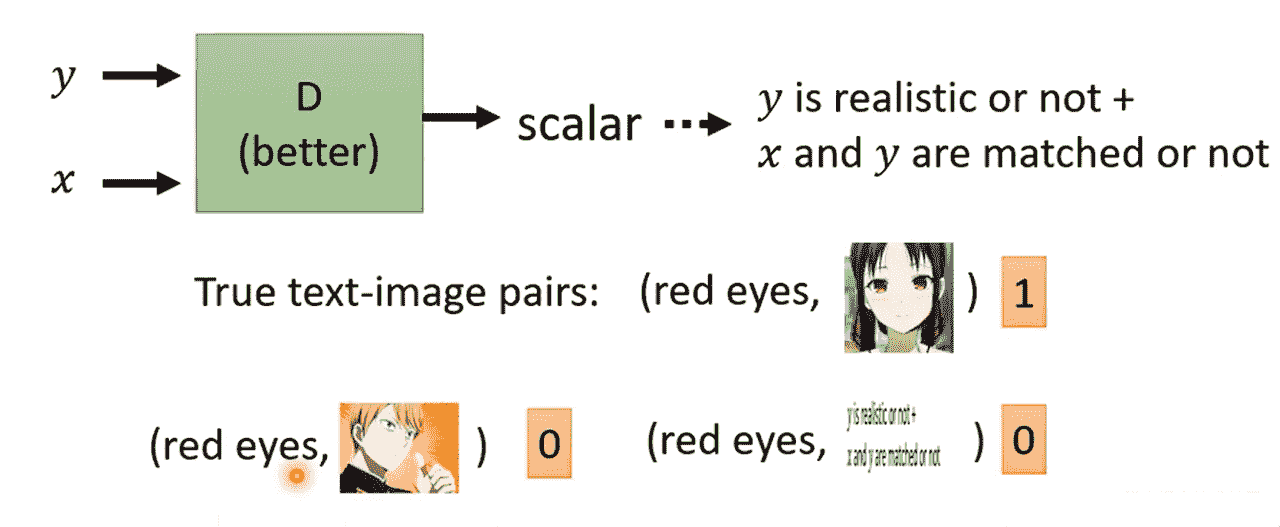 y
x
D
(better)
scalar
y is realistic or not +
x and y are matched or not
True text-image pairs: (red eyes, ) 1
(red eyes, ) 0
(red eyes, y is realistic or not +
x and y are matched or not ) 0